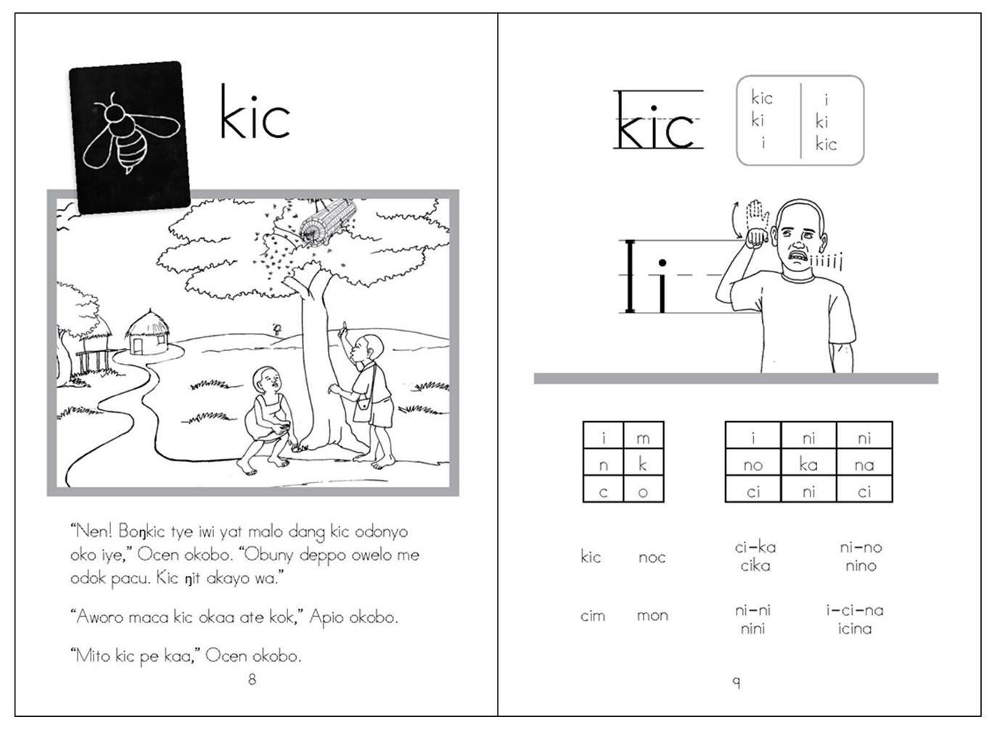 kic
“Nen! Boŋkic tye iwi yat malo dang kic odonyo
oko iye,” Ocen okobo. “Obuny deppo owelo me
odok pacu. Kic ŋit akayo wa.”
“Aworo maca kic okaa ate kok,” Apio okobo.
“Mito kic pe kaa,” Ocen okobo.
8
kic
kic i
ki ki
i kic
I i
iiiiii
i m
n k
c o
i ni ni
no ka na
ci ni ci
kic noc
ci–ka ni–no
cika nino
cim mon
ni–ni i–ci–na
nini icina
9